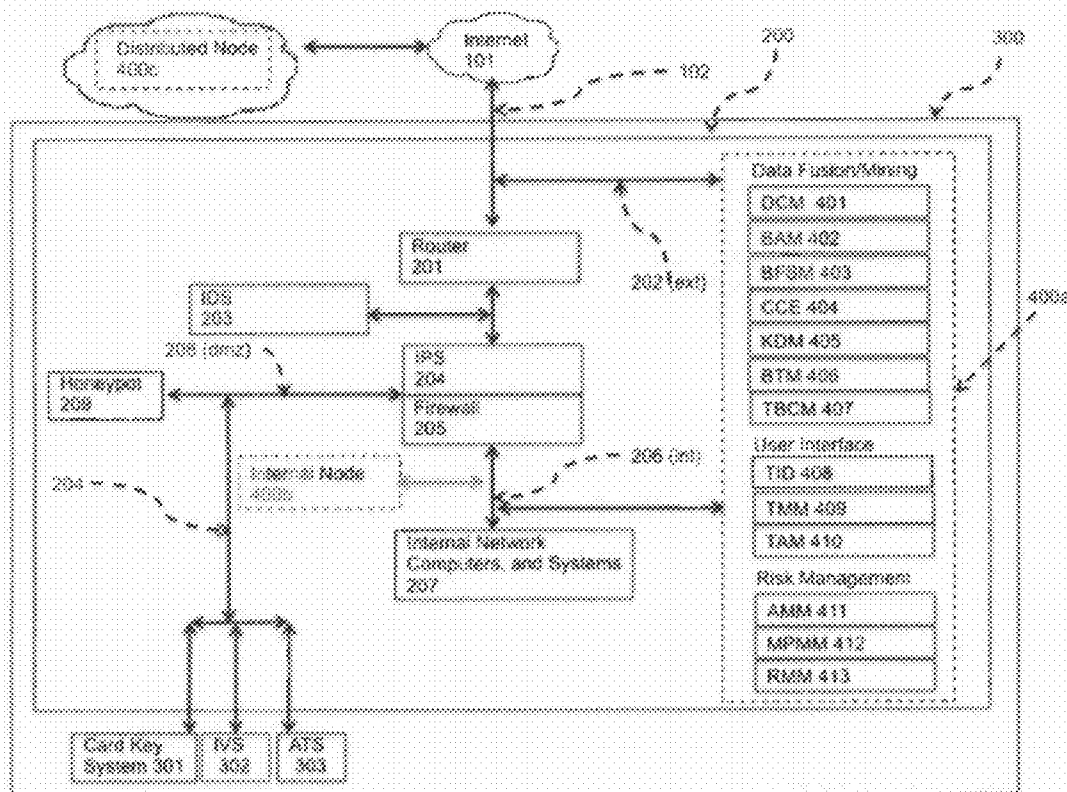 Distributed Node
400c
Internet
101
102
200
300
Data Fusion/Mining
DCM 401
BAM 402
BFSM 403
CCE 404
KDM 405
BTM 406
TBCM 407
Router
201
202 (ext)
400a
IDS
203
206 (dmz)
IPS
204
Firewall
205
Honeypot
209
User Interface
TID 408
TMM 409
TAM 410
Internal Node
400b
206 (int)
204
Internal Network
Computers, and Systems
207
Risk Management
AMM 411
MPMM 412
RMM 413
Card Key
System 301
IVS
302
ATS
303